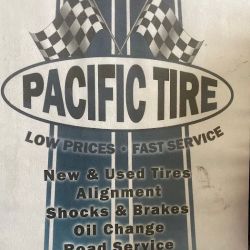 PACIFIC TIRE
LOW PRICES • FAST SERVICE
New & Used Tires
Alignment
Shocks & Brakes
Oil Change
Road Service